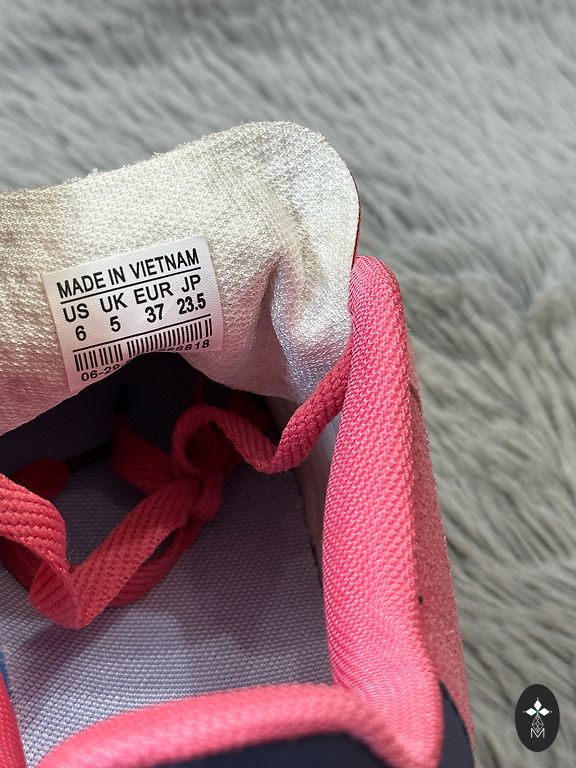 MADE IN VIETNAM
US UK EUR JP
6 5 37 23.5